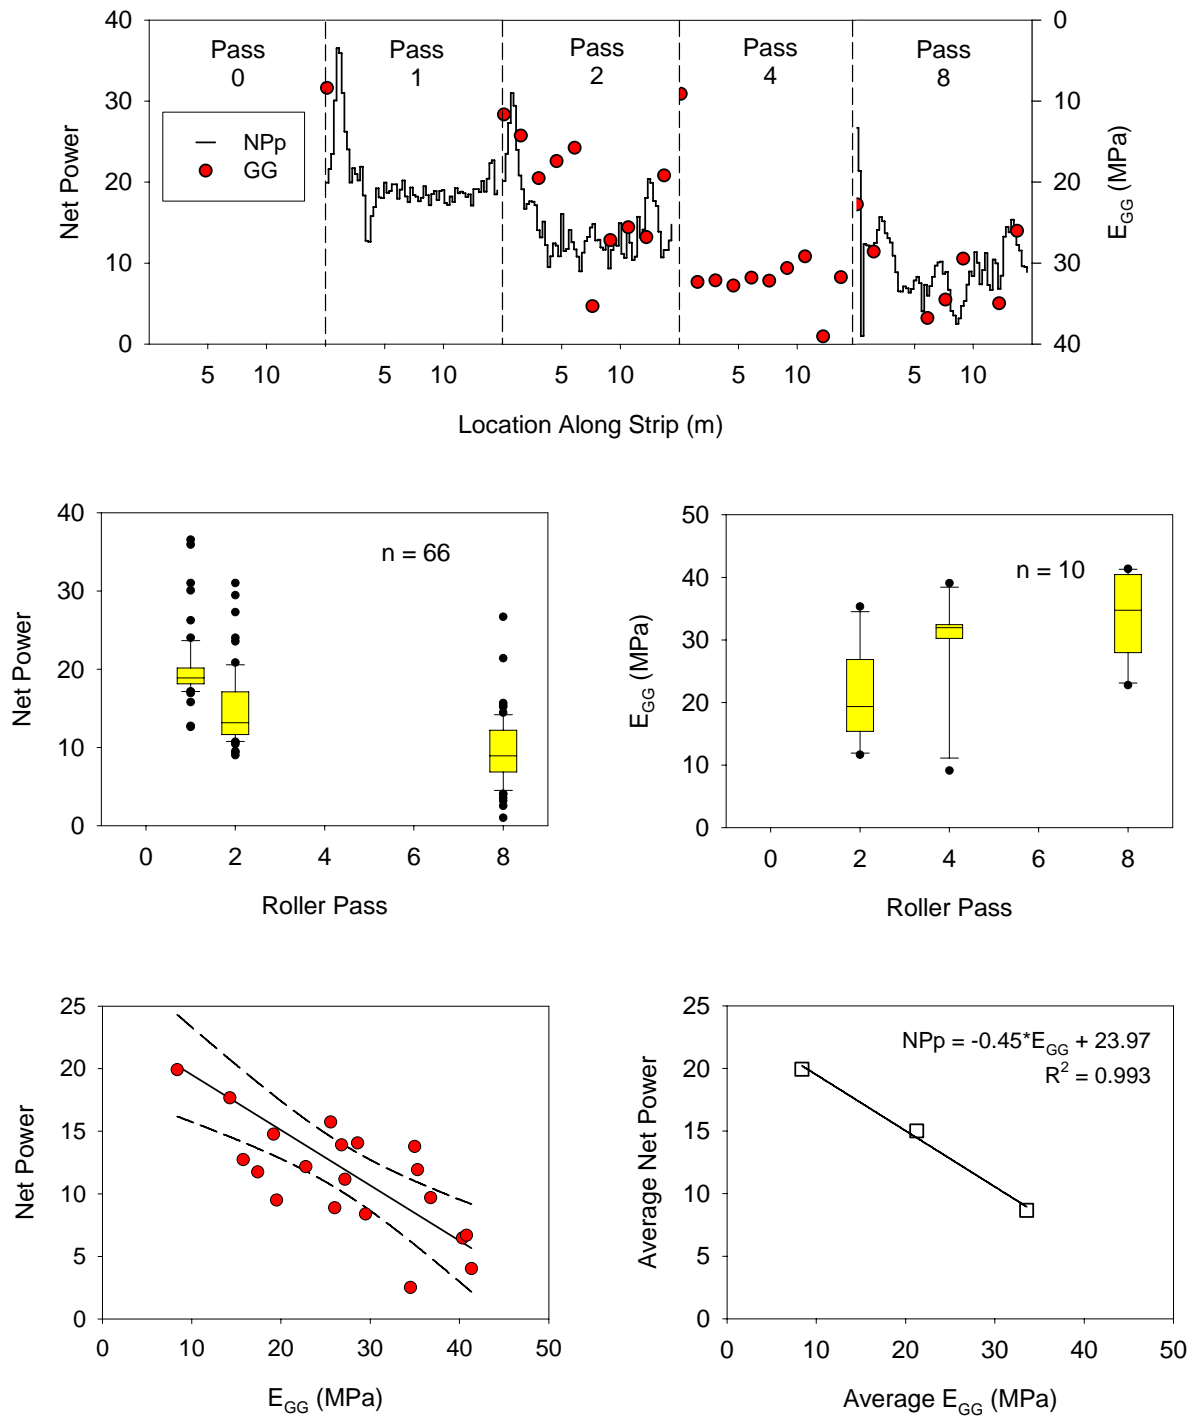 40
30
20
10
0
Net Power
Pass
0
Pass
1
Pass
2
Pass
4
Pass
8
NPp
GG
0
10
20
30
40
E_GG (MPa)
5 10 5 10 5 10 5 10 5 10
Location Along Strip (m)
40
30
20
10
0
Net Power
n = 66
0 2 4 6 8
Roller Pass
50
40
30
20
10
0
E_GG (MPa)
n = 10
0 2 4 6 8
Roller Pass
25
20
15
10
5
0
Net Power
0 10 20 30 40 50
E_GG (MPa)
25
20
15
10
5
0
Average Net Power
NPp = -0.45*E_GG + 23.97
R² = 0.993
0 10 20 30 40 50
Average E_GG (MPa)